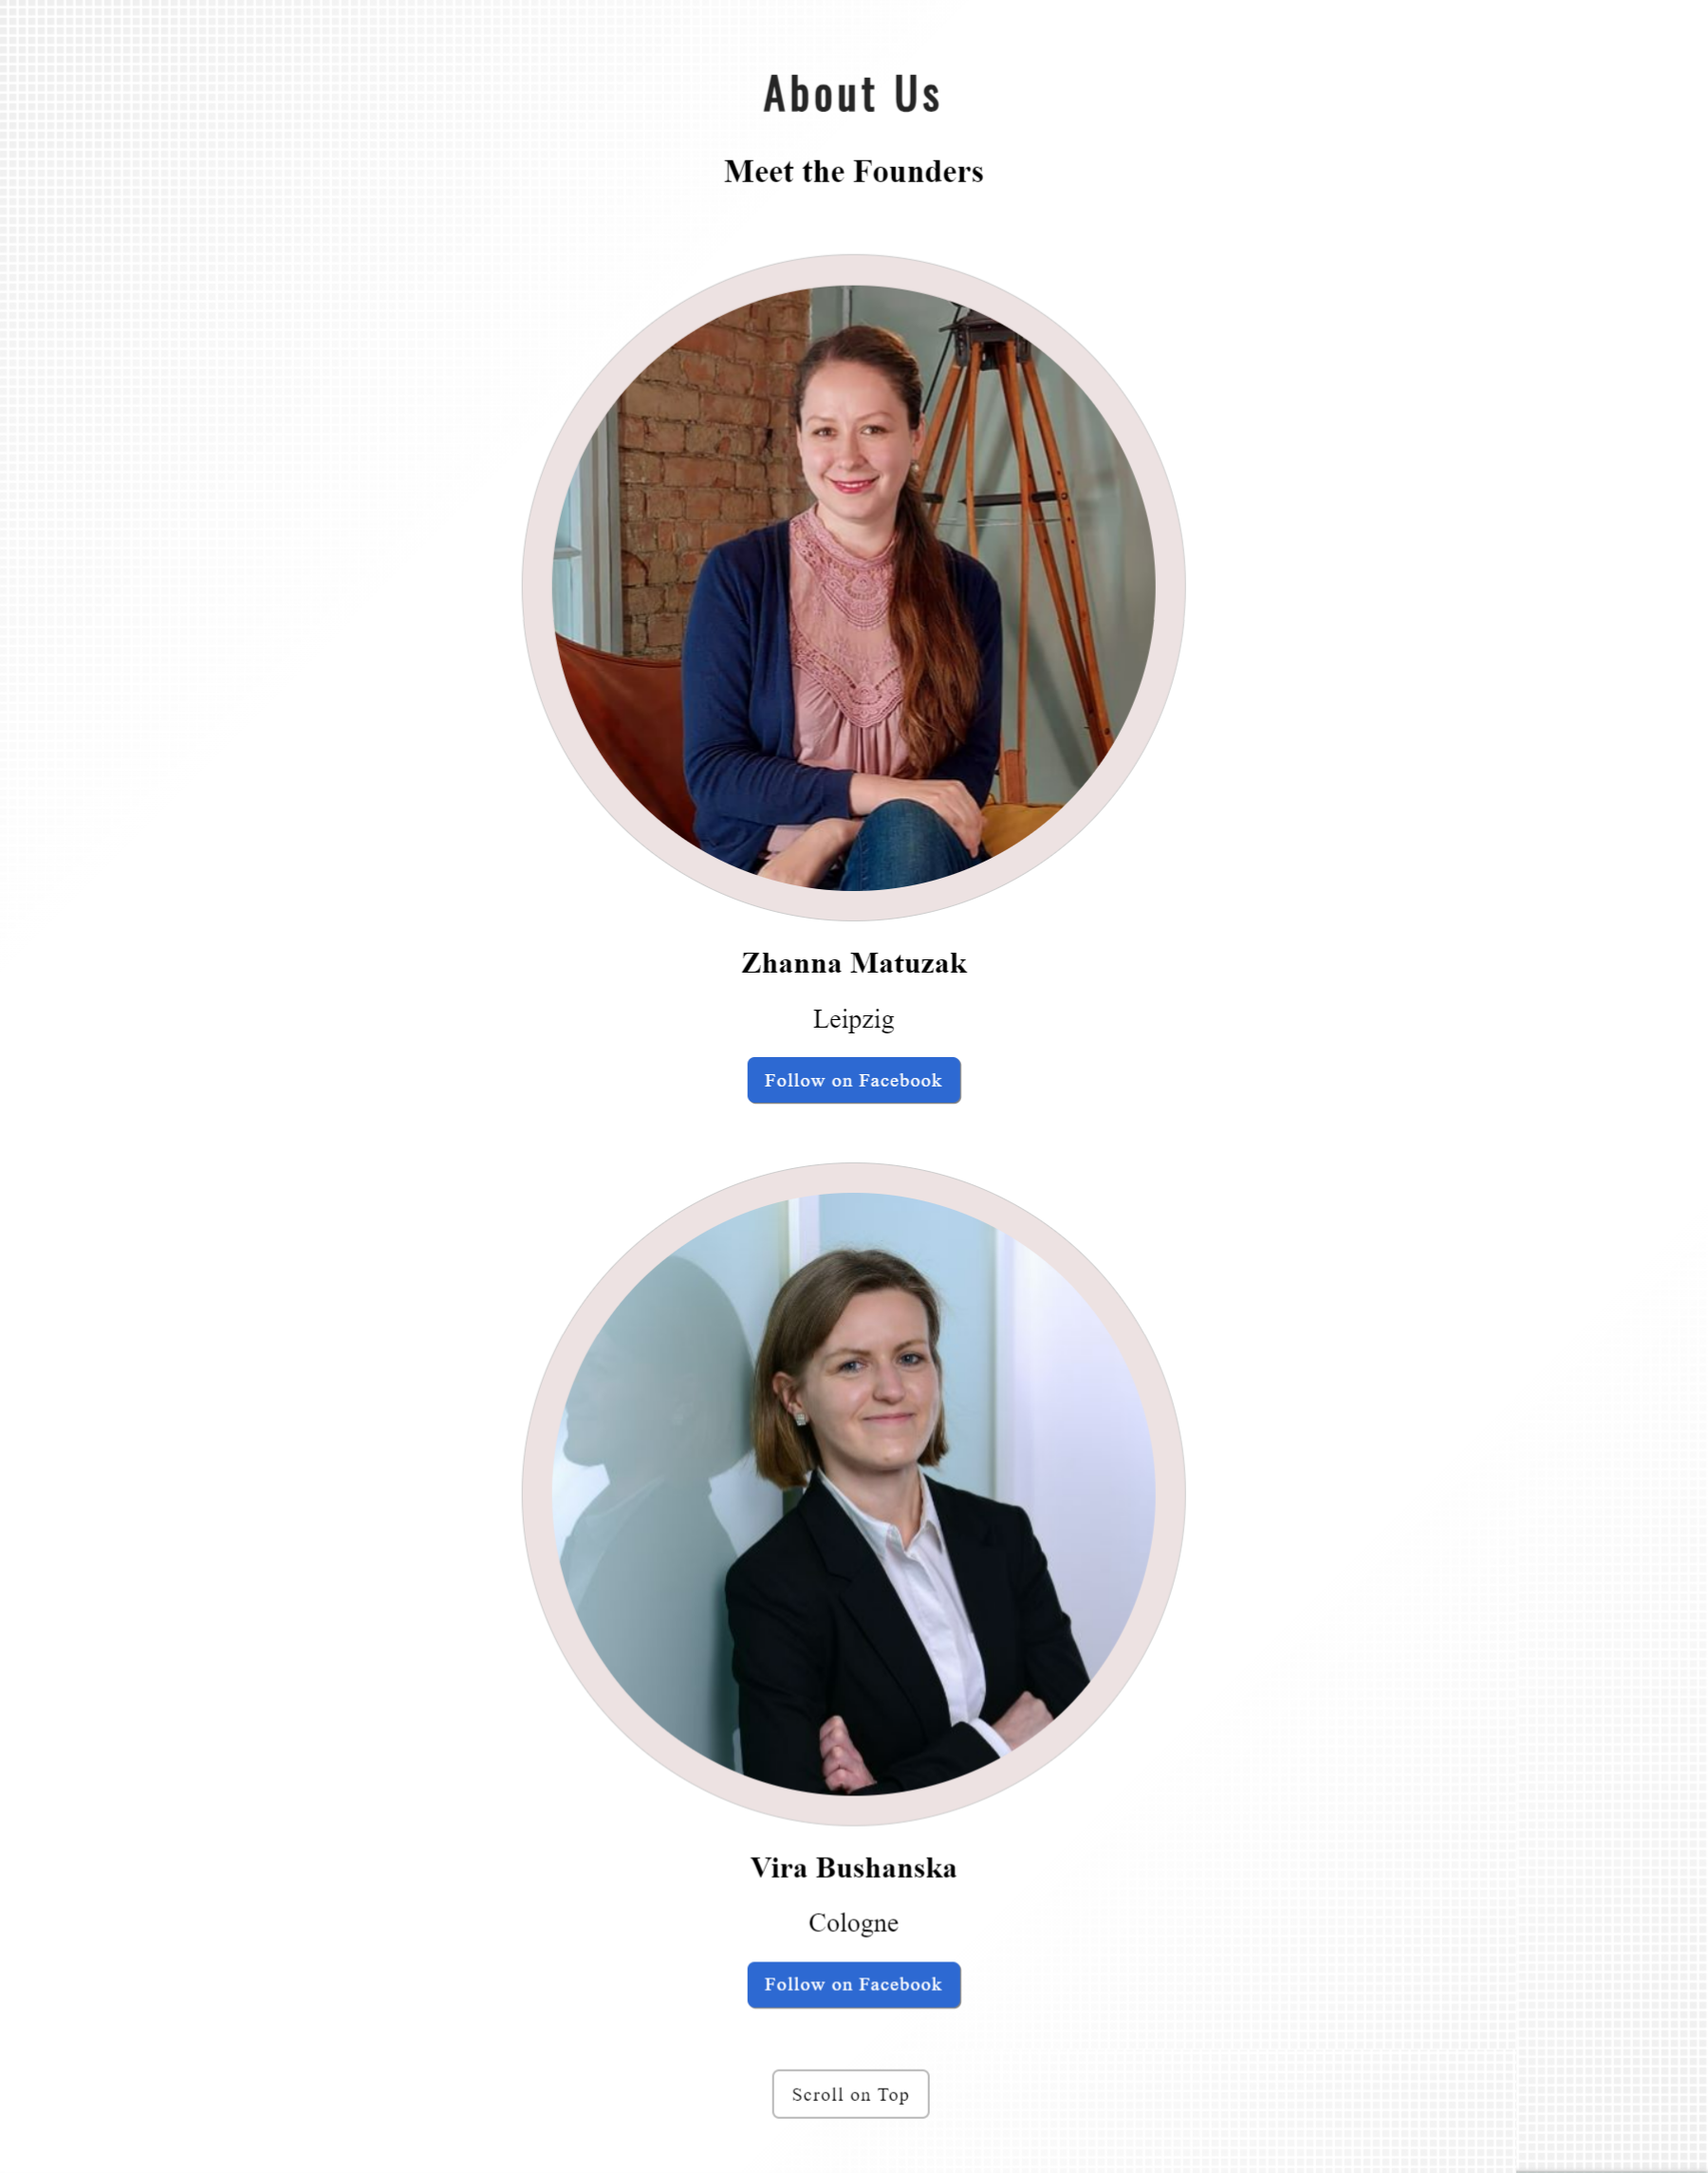 About Us
Meet the Founders
Zhanna Matuzak
Leipzig
Follow on Facebook
Vira Bushanska
Cologne
Follow on Facebook
Scroll on Top